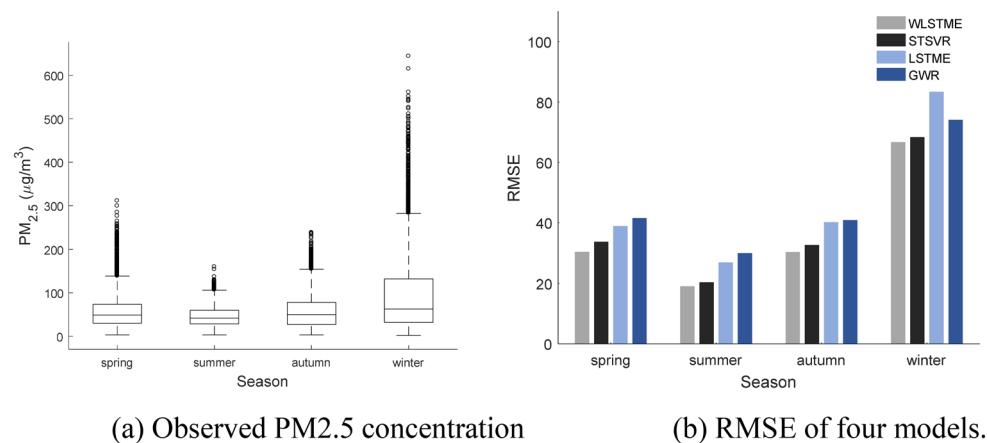 600
500
400
300
200
100
0
PM2.5 (μg/m3)
spring summer autumn winter
Season
(a) Observed PM2.5 concentration
WLSTME
STSVR
LSTME
GWR
100
80
60
40
20
0
RMSE
spring summer autumn winter
Season
(b) RMSE of four models.